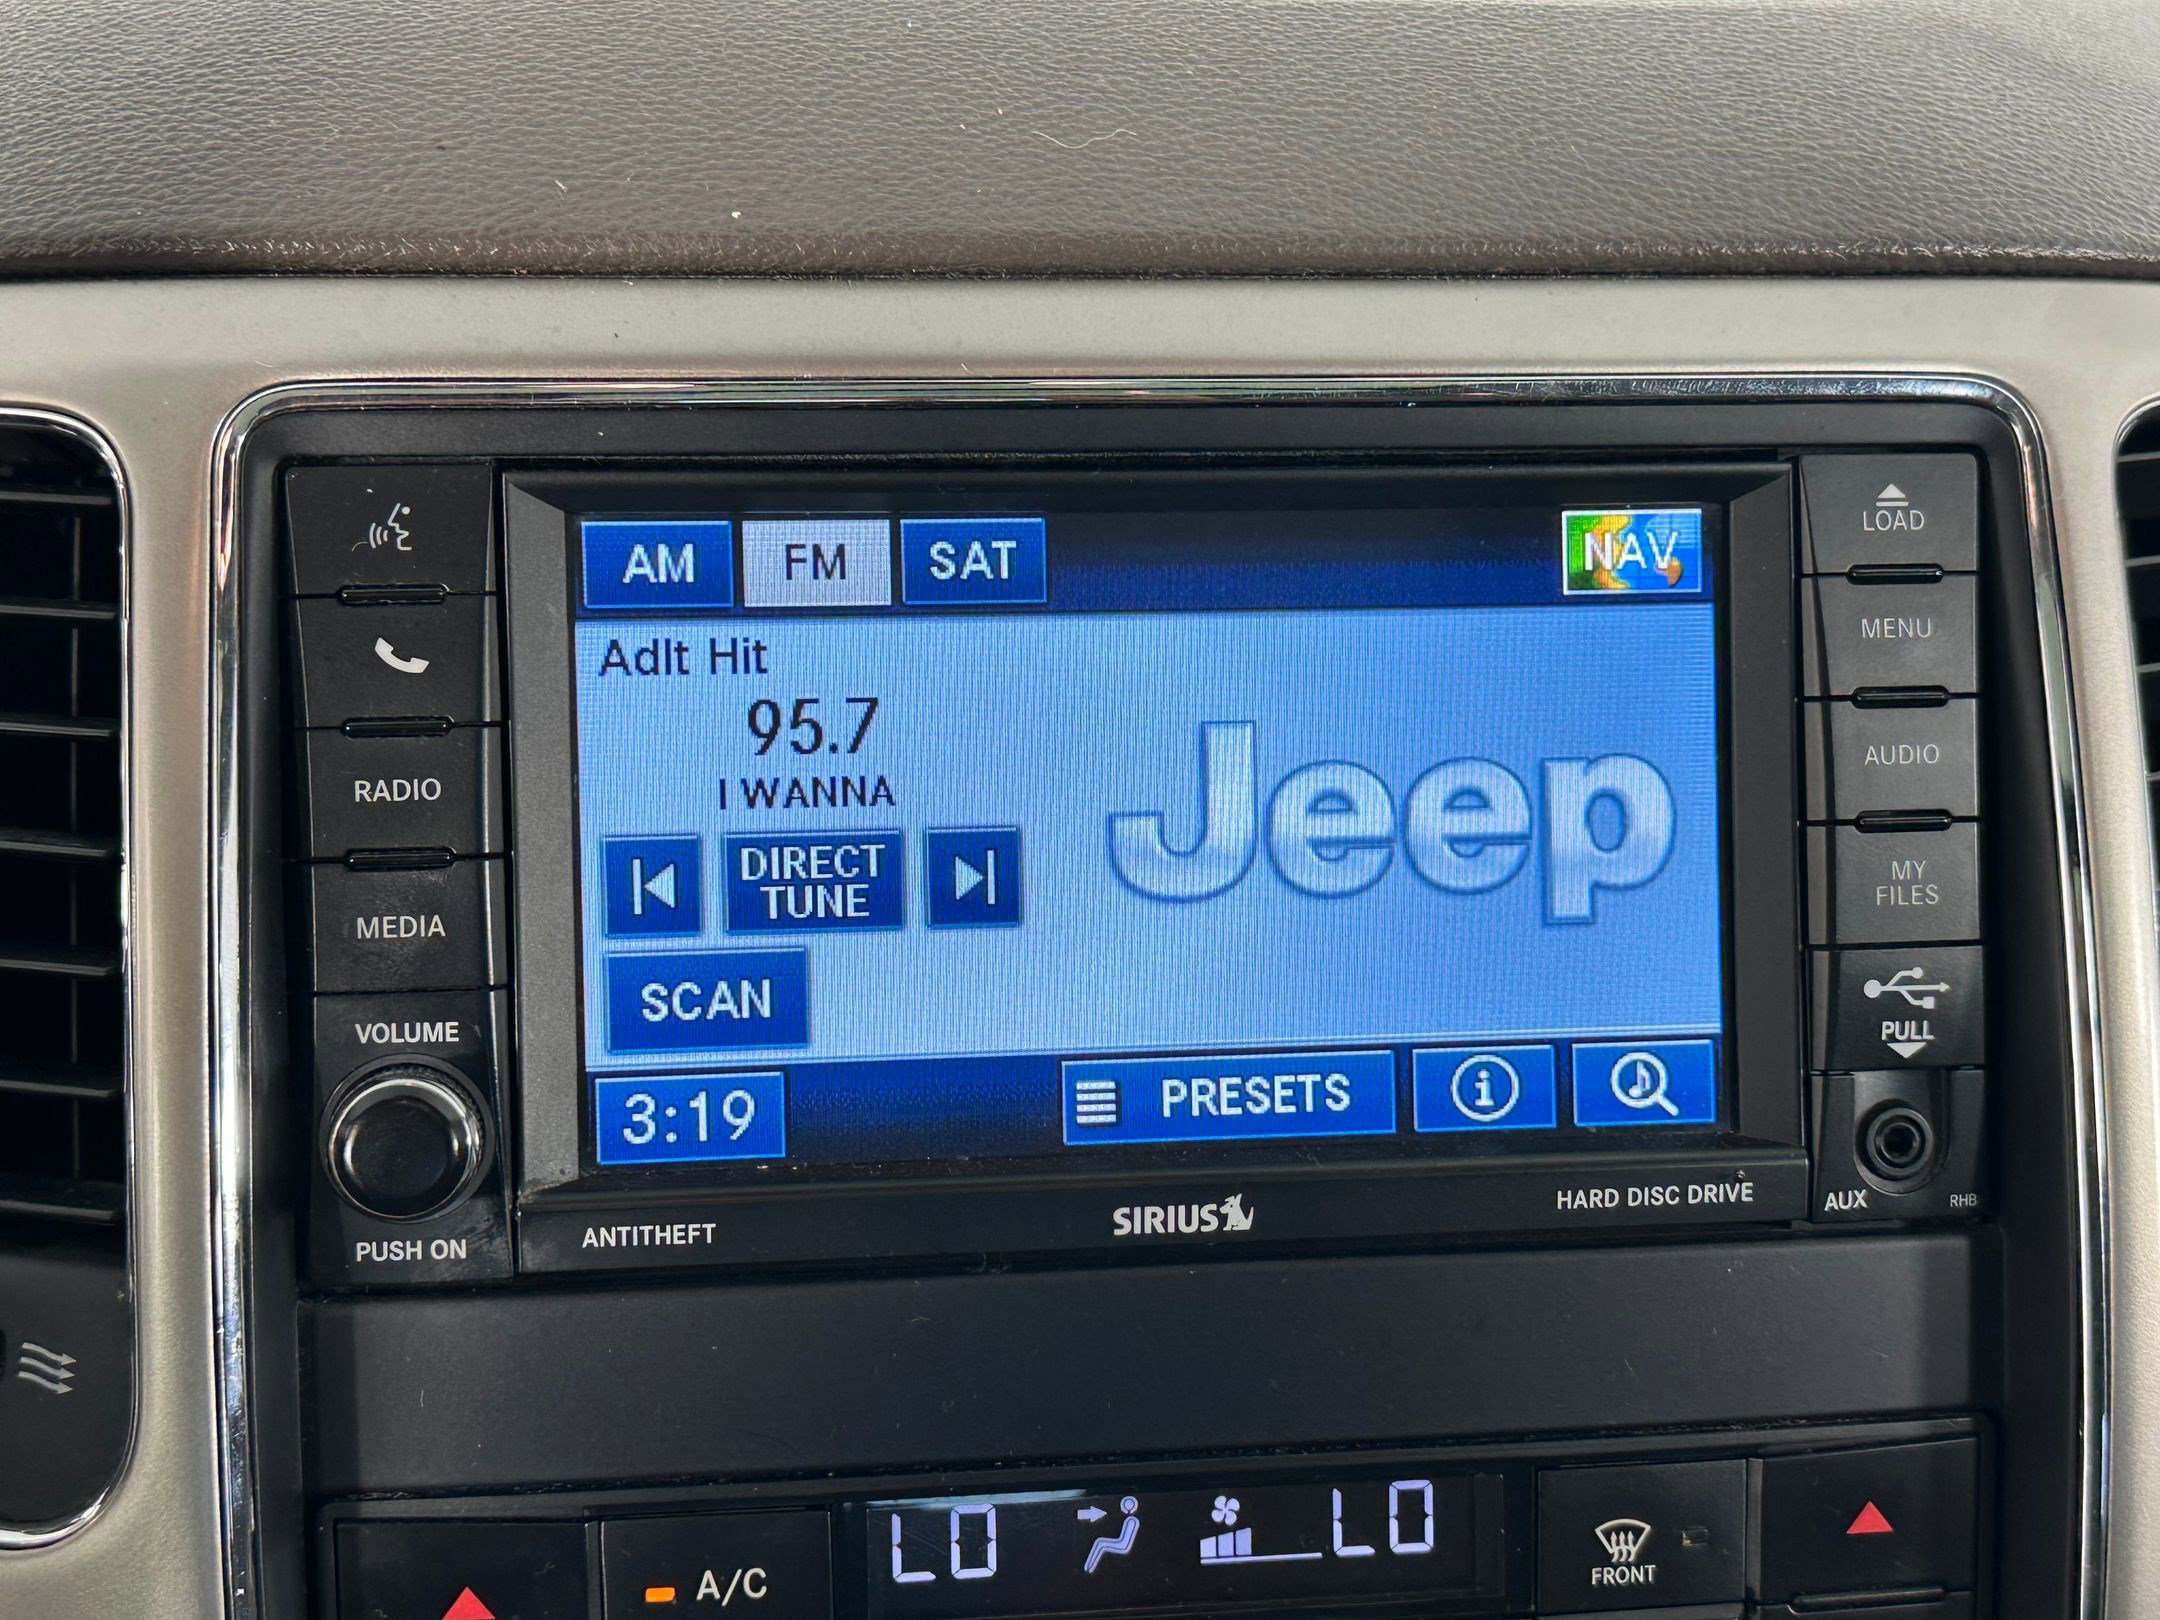 AM
FM
SAT
NAV
Adlt Hit
95.7
I WANNA
DIRECT
TUNE
Jeep
SCAN
3:19
PRESETS
i
RADIO
MEDIA
VOLUME
PUSH ON
LOAD
MENU
AUDIO
MY
FILES
PULL
AUX
RHB
ANTITHEFT
SIRIUS
HARD DISC DRIVE
A/C
LO
LO
FRONT